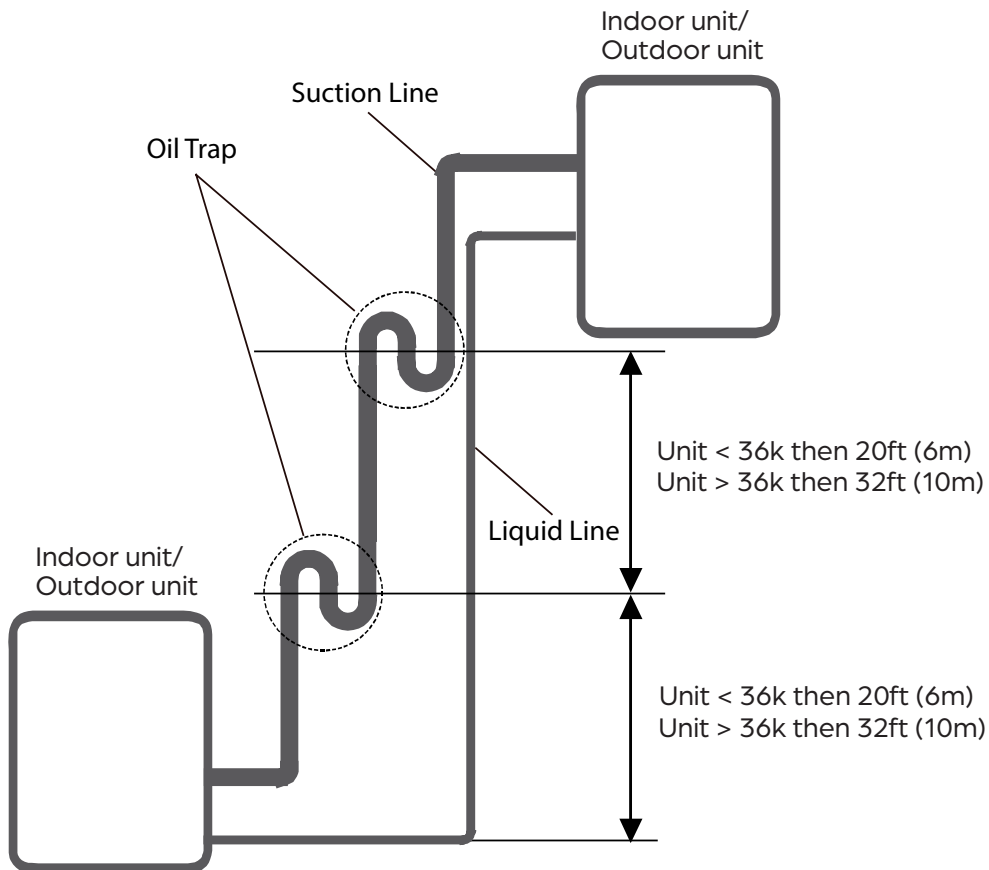 Indoor unit/
Outdoor unit
Suction Line
Oil Trap
Unit < 36k then 20ft (6m)
Unit > 36k then 32ft (10m)
Liquid Line
Indoor unit/
Outdoor unit
Unit < 36k then 20ft (6m)
Unit > 36k then 32ft (10m)